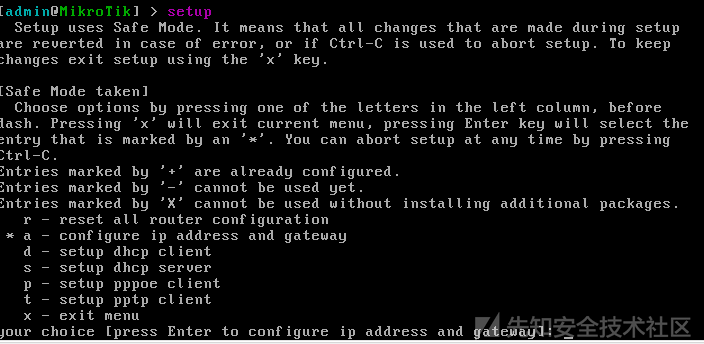 [admin@MikroTik] > setup
  Setup uses Safe Mode. It means that all changes that are made during setup
are reverted in case of error, or if Ctrl-C is used to abort setup. To keep
changes exit setup using the 'x' key.

[Safe Mode taken]
  Choose options by pressing one of the letters in the left column, before
dash. Pressing 'x' will exit current menu, pressing Enter key will select the
entry that is marked by an '*'. You can abort setup at any time by pressing
Ctrl-C.
Entries marked by '+' are already configured.
Entries marked by '-' cannot be used yet.
Entries marked by 'X' cannot be used without installing additional packages.
   r - reset all router configuration
 * a - configure ip address and gateway
   d - setup dhcp client
   s - setup dhcp server
   p - setup pppoe client
   t - setup pptp client
   x - exit menu
your choice [press Enter to configure ip address and gateway]: _
先知安全技术社区